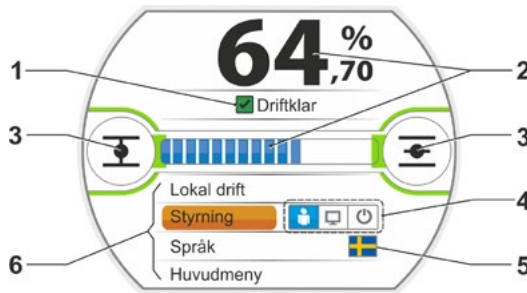 64,70 %
1
Driftklar
2
3
3
Lokal drift
Styrning
4
Språk
5
6
Huvudmeny